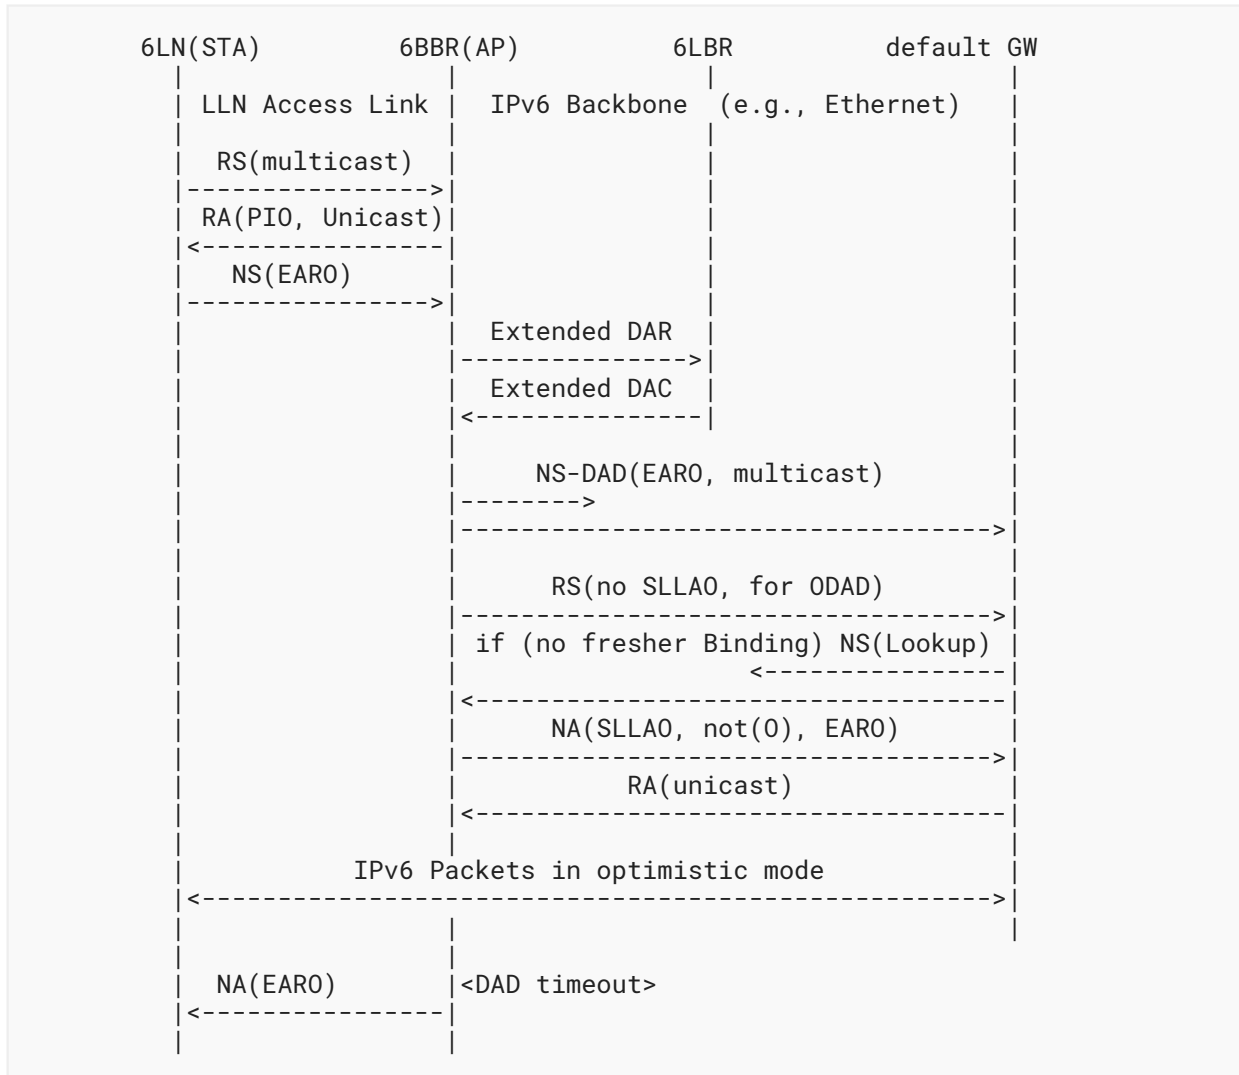 6LN(STA) 6BBR(AP) 6LBR default GW
LLN Access Link IPv6 Backbone (e.g., Ethernet)
RS(multicast)
RA(PIO, Unicast)
NS(EARO)
Extended DAR
Extended DAC
NS-DAD(EARO, multicast)
RS(no SLLAO, for ODAD)
if (no fresher Binding) NS(Lookup)
NA(SLLAO, not(O), EARO)
RA(unicast)
IPv6 Packets in optimistic mode
NA(EARO) <DAD timeout>